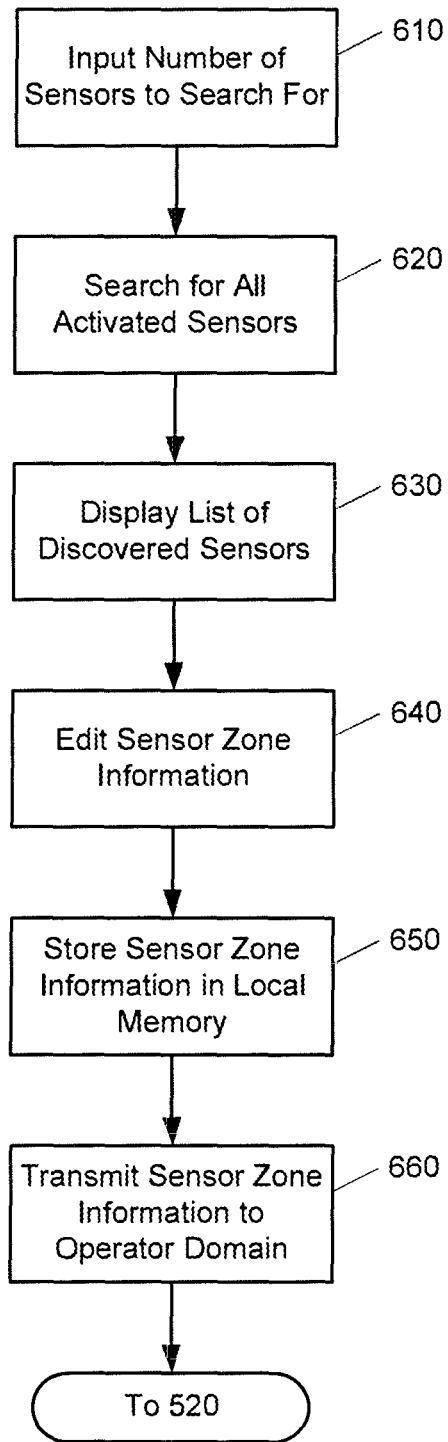 Input Number of
Sensors to Search For
610
Search for All
Activated Sensors
620
Display List of
Discovered Sensors
630
Edit Sensor Zone
Information
640
Store Sensor Zone
Information in Local
Memory
650
Transmit Sensor Zone
Information to
Operator Domain
660
To 520